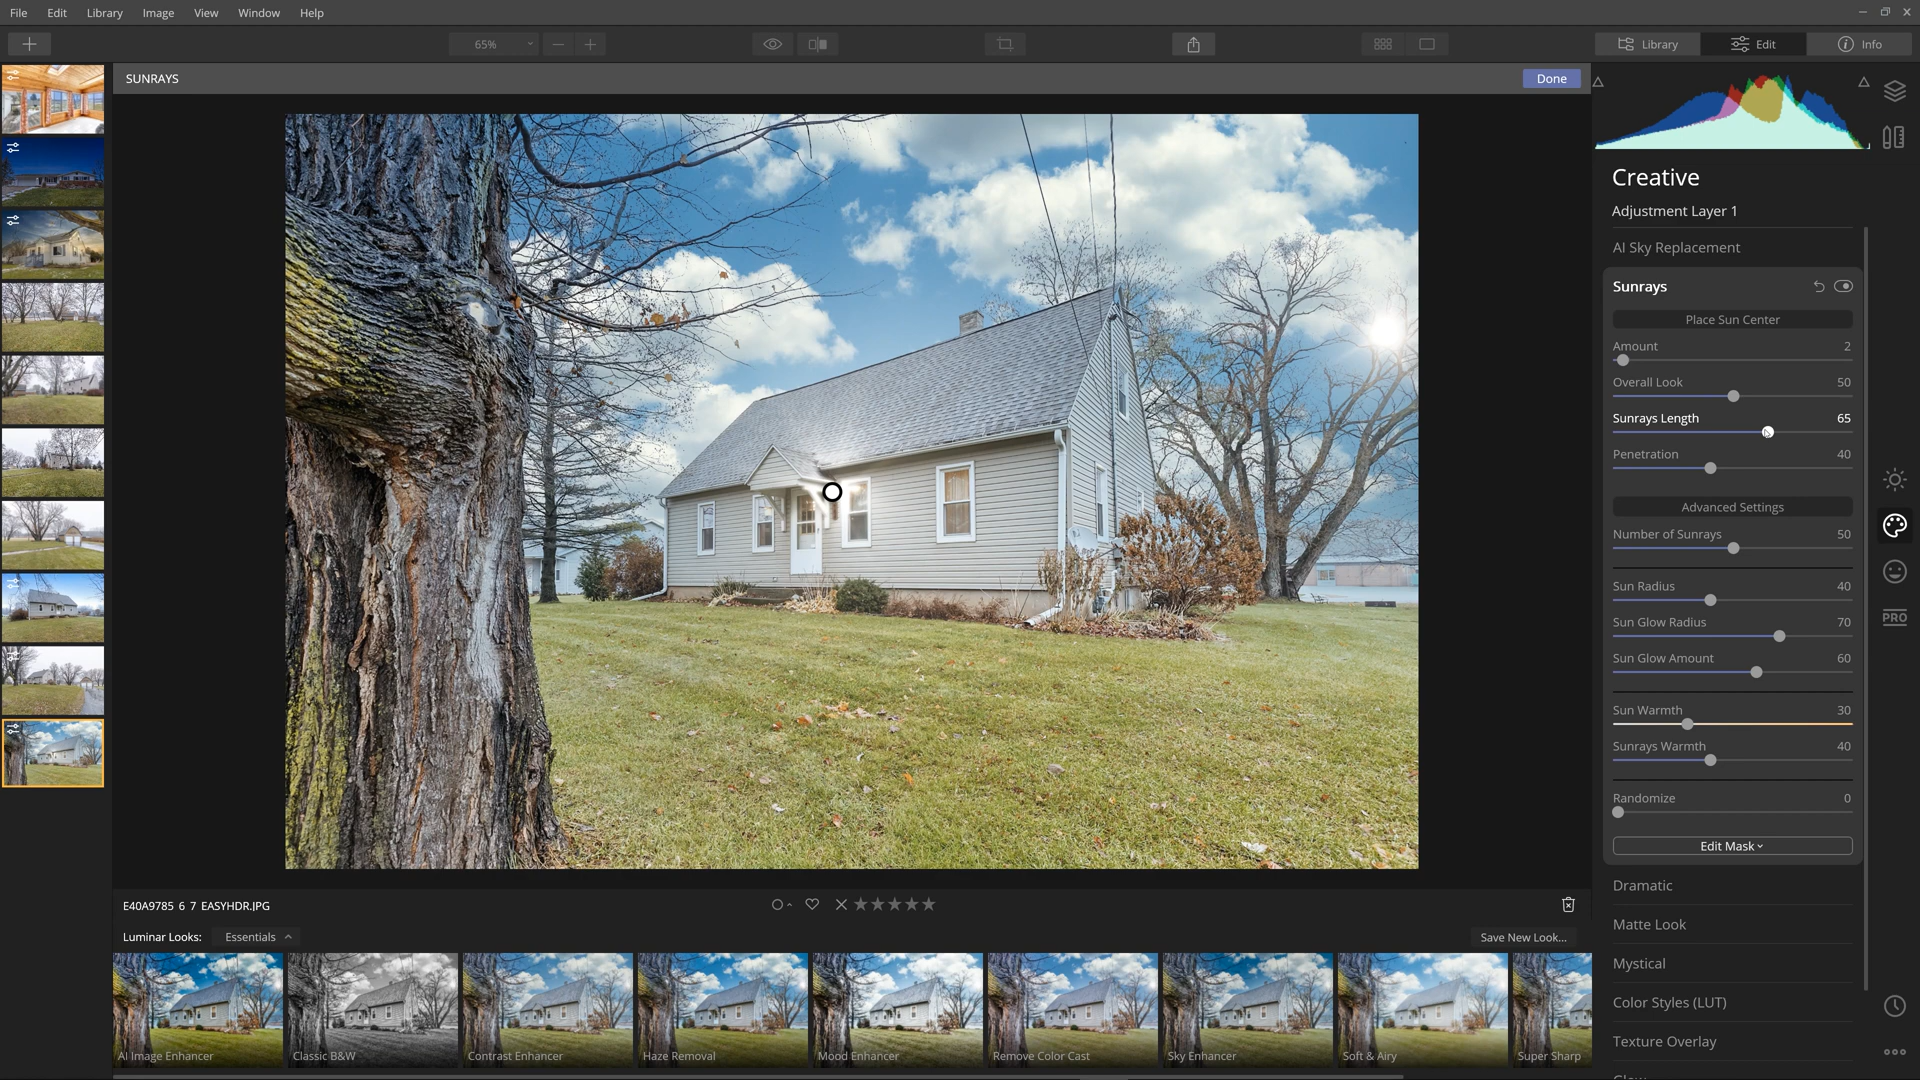 File Edit Library Image View Window Help
65%
Library Edit Info
SUNRAYS
Done
Creative
Adjustment Layer 1
AI Sky Replacement
Sunrays
Place Sun Center
Amount 2
Overall Look 50
Sunrays Length 65
Penetration 40
Advanced Settings
Number of Sunrays 50
Sun Radius 40
Sun Glow Radius 70
Sun Glow Amount 60
Sun Warmth 30
Sunrays Warmth 40
Randomize 0
Edit Mask
Dramatic
Matte Look
Mystical
Color Styles (LUT)
Texture Overlay
PRO
E40A9785 6 7 EASYHDR.JPG
Luminar Looks: Essentials
Save New Look...
AI Image Enhancer
Classic B&W
Contrast Enhancer
Haze Removal
Mood Enhancer
Remove Color Cast
Sky Enhancer
Soft & Airy
Super Sharp